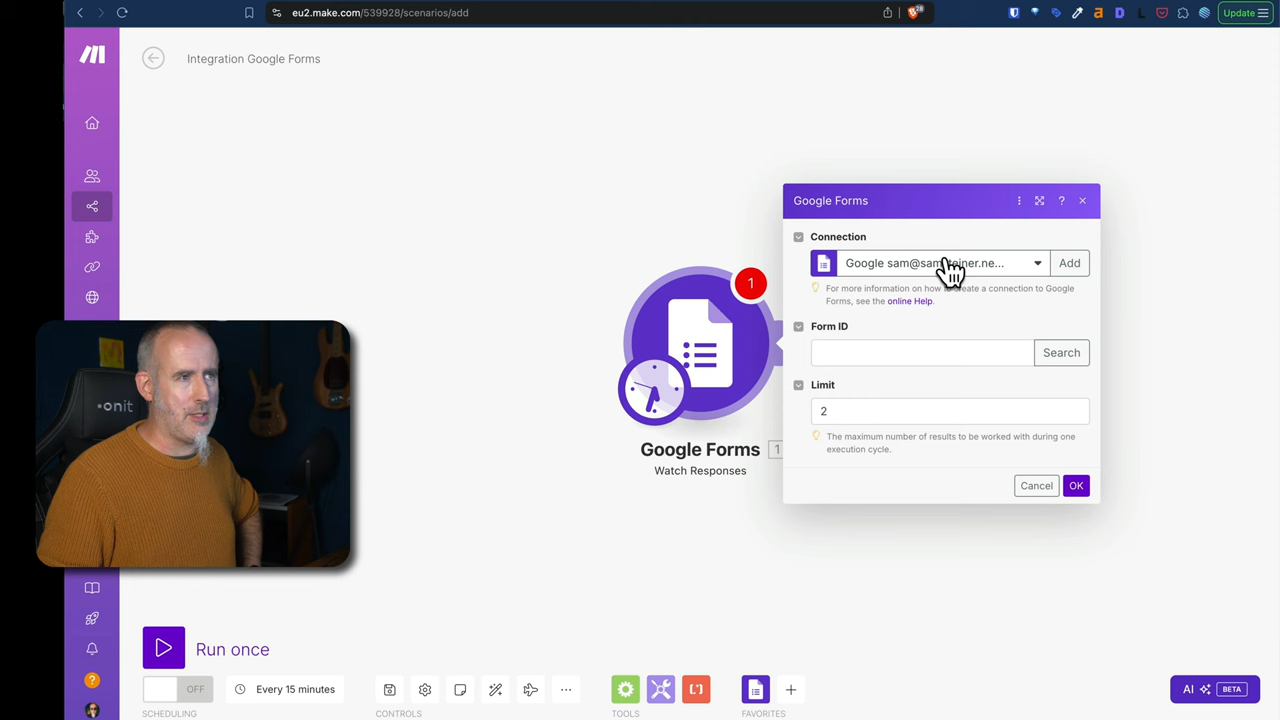 eu2.make.com/539928/scenarios/add
28
Update
Integration Google Forms
Google Forms
?
Connection
Google sam@sam
Add
For more information on how to create a connection to Google
Forms, see the online Help.
Form ID
Search
1
Limit
2
The maximum number of results to be worked with during one
execution cycle.
Cancel
OK
Google Forms
1
Watch Responses
onit
Run once
OFF
Every 15 minutes
AI BETA
?
SCHEDULING
CONTROLS
TOOLS
FAVORITES